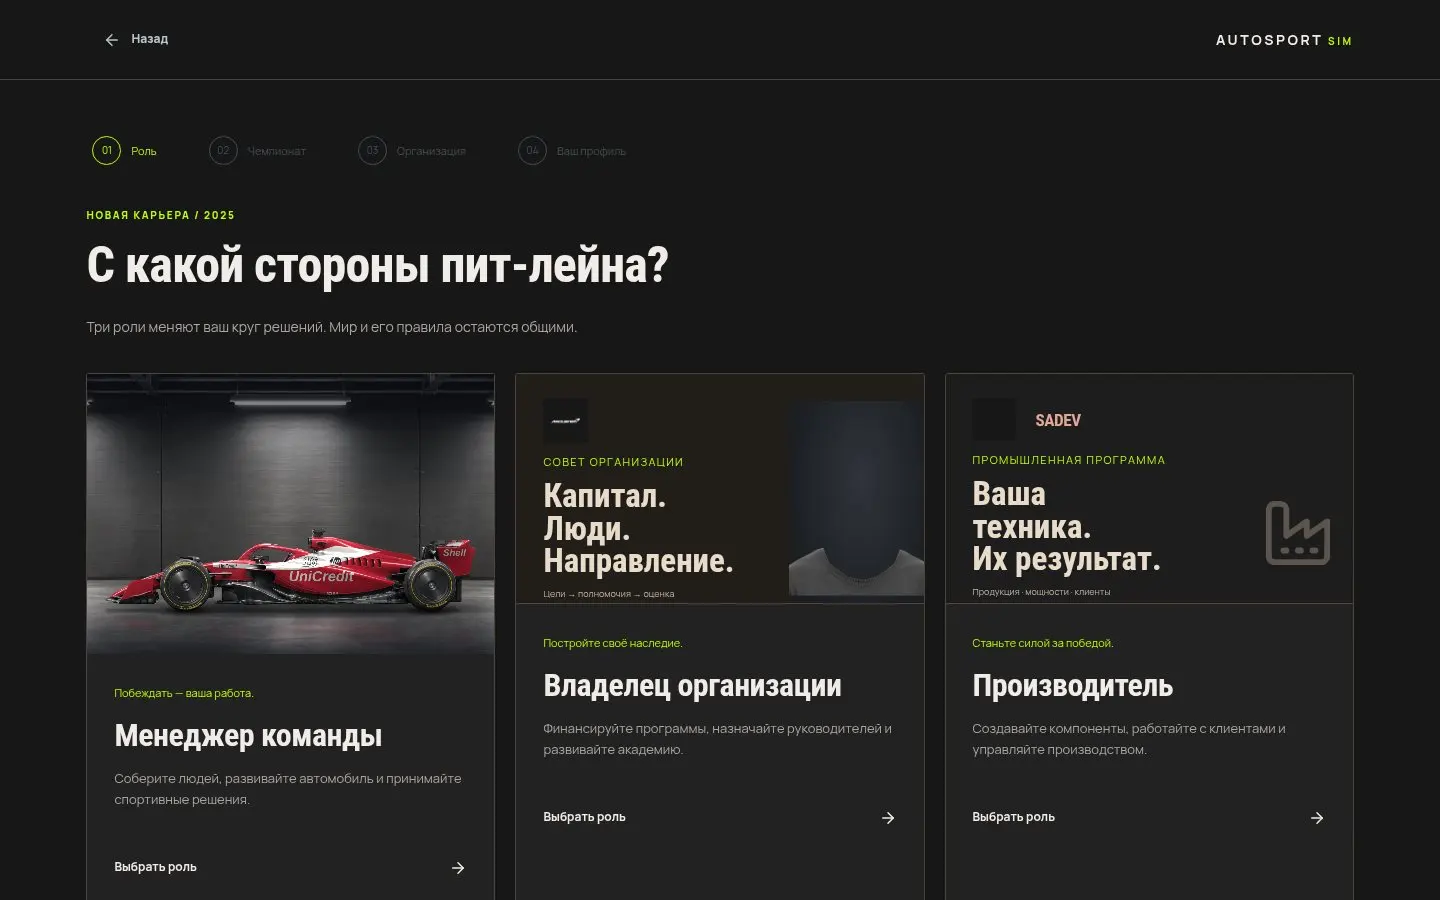 Назад
AUTOSPORT SIM
01 Роль
02 Чемпионат
03 Организация
04 Ваш профиль
НОВАЯ КАРЬЕРА / 2025
С какой стороны пит-лейна?
Три роли меняют ваш круг решений. Мир и его правила остаются общими.
Shell
UniCredit
Побеждать — ваша работа.
Менеджер команды
Соберите людей, развивайте автомобиль и принимайте
спортивные решения.
Выбрать роль
СОВЕТ ОРГАНИЗАЦИИ
Капитал.
Люди.
Направление.
Цели → полномочия → оценка
Постройте своё наследие.
Владелец организации
Финансируйте программы, назначайте руководителей и
развивайте академию.
Выбрать роль
SADEV
ПРОМЫШЛЕННАЯ ПРОГРАММА
Ваша
техника.
Их результат.
Продукция · мощности · клиенты
Станьте силой за победой.
Производитель
Создавайте компоненты, работайте с клиентами и
управляйте производством.
Выбрать роль